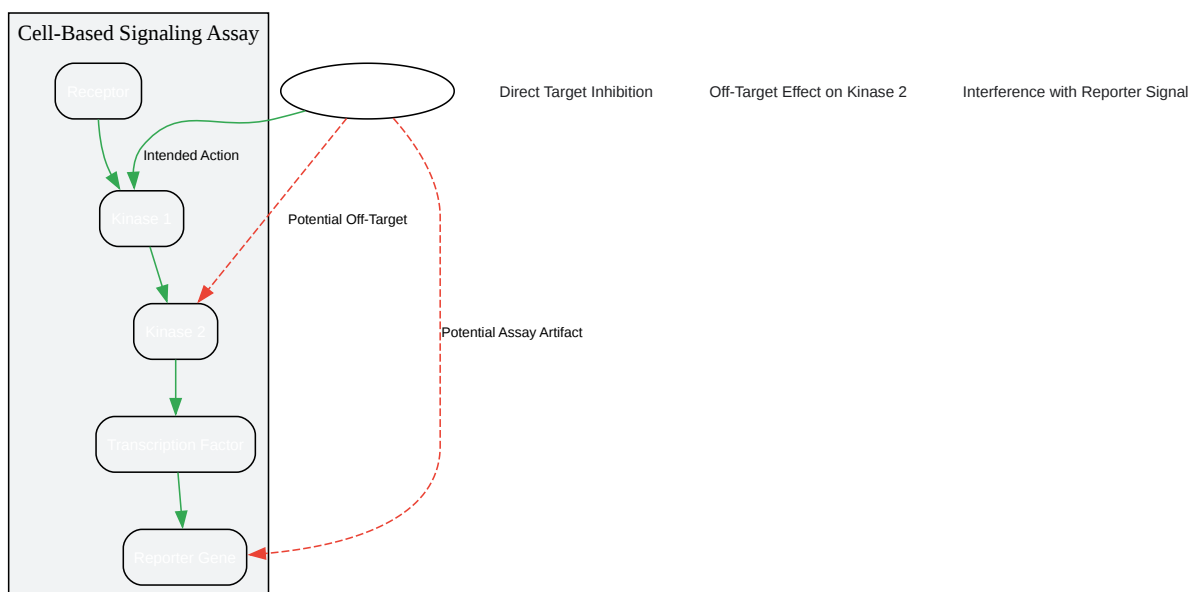 Cell-Based Signaling Assay
Receptor
Direct Target Inhibition
Off-Target Effect on Kinase 2
Interference with Reporter Signal
Intended Action
Kinase 1
Potential Off-Target
Kinase 2
Potential Assay Artifact
Transcription Factor
Reporter Gene